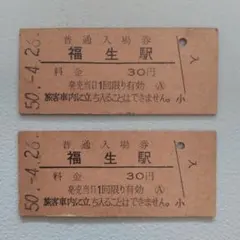 50.-4.26
普通入場券
福生駅
料金 30円
発売当日1回限り有効 Ⓐ
旅客車内に立ち入ることはできません。
小
入
50.-4.26
普通入場券
福生駅
料金 30円
発売当日1回限り有効 Ⓐ
旅客車内に立ち入ることはできません。
小
入